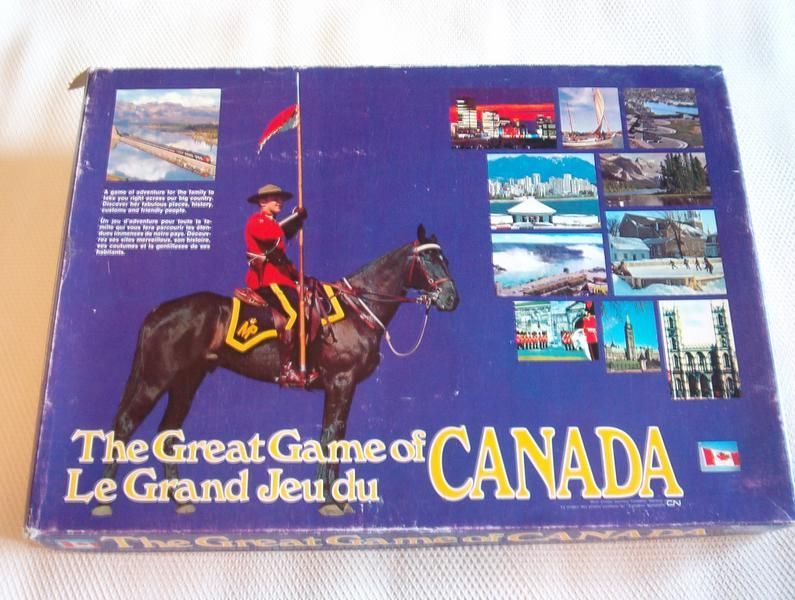 A game of adventure for the family to
take you right across our big country.
Discover her fabulous places, history,
customs and friendly people.
Un jeu d'aventure pour toute la fa-
mille qui vous fera parcourir les éten-
dues immenses de notre pays. Découv-
rez ses sites merveilleux, son histoire,
ses coutumes et la gentillesse de ses
habitants.
MP
The Great Game of
Le Grand Jeu du
CANADA
CN
The Great Game of CANADA